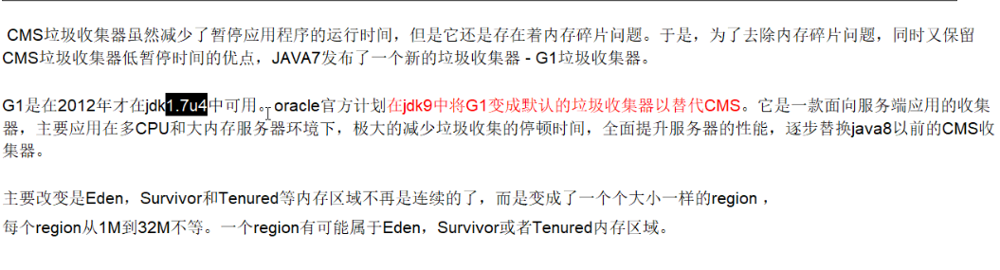 CMS垃圾收集器虽然减少了暂停应用程序的运行时间，但是它还是存在着内存碎片问题。于是，为了去除内存碎片问题，同时又保留
CMS垃圾收集器低暂停时间的优点，JAVA7发布了一个新的垃圾收集器 - G1垃圾收集器。
G1是在2012年才在jdk1.7u4中可用。oracle官方计划在jdk9中将G1变成默认的垃圾收集器以替代CMS。它是一款面向服务端应用的收集
器，主要应用在多CPU和大内存服务器环境下，极大的减少垃圾收集的停顿时间，全面提升服务器的性能，逐步替换java8以前的CMS收
集器。
主要改变是Eden，Survivor和Tenured等内存区域不再是连续的了，而是变成了一个个大小一样的region ，
每个region从1M到32M不等。一个region有可能属于Eden，Survivor或者Tenured内存区域。